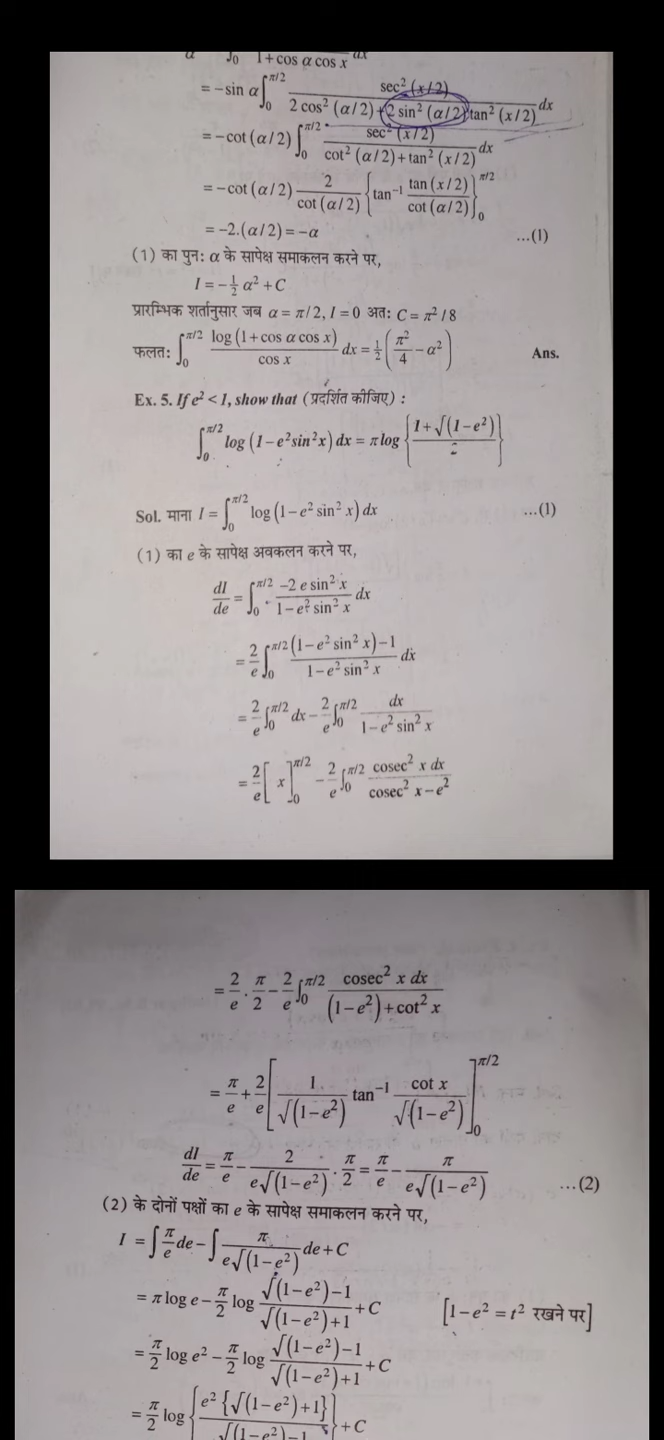 α ∫₀ 1+cos α cos x dx
= −sin α ∫₀^{π/2} sec² (x/2) / (2 cos² (α/2) + 2 sin² (α/2) tan² (x/2)) dx
= −cot (α/2) ∫₀^{π/2} sec² (x/2) / (cot² (α/2) + tan² (x/2)) dx
= −cot (α/2) 2 / cot (α/2) {tan⁻¹ tan (x/2) / cot (α/2)}₀^{π/2}
= −2.(α/2) = −α ...(1)
(1) का पुन: α के सापेक्ष समाकलन करने पर,
I = −½ α² + C
प्रारम्भिक शर्तानुसार जब α = π/2, I = 0 अत: C = π²/8
फलत: ∫₀^{π/2} log (1+cos α cos x) / cos x dx = ½ (π²/4 − α²) Ans.
Ex. 5. If e² < 1, show that (प्रदर्शित कीजिए) :
∫₀^{π/2} log (1−e² sin² x) dx = π log {1+√(1−e²) / 2}
Sol. माना I = ∫₀^{π/2} log (1−e² sin² x) dx ...(1)
(1) का e के सापेक्ष अवकलन करने पर,
dI/de = ∫₀^{π/2} −2 e sin² x / (1−e² sin² x) dx
= 2/e ∫₀^{π/2} ((1−e² sin² x)−1) / (1−e² sin² x) dx
= 2/e ∫₀^{π/2} dx − 2/e ∫₀^{π/2} dx / (1−e² sin² x)
= 2/e [x]₀^{π/2} − 2/e ∫₀^{π/2} cosec² x dx / (cosec² x−e²)
= 2/e . π/2 − 2/e ∫₀^{π/2} cosec² x dx / ((1−e²)+cot² x)
= π/e + 2/e [1/√(1−e²) tan⁻¹ cot x / √(1−e²)]₀^{π/2}
dI/de = π/e − 2 / e√(1−e²) . π/2 = π/e − π / e√(1−e²) ...(2)
(2) के दोनों पक्षों का e के सापेक्ष समाकलन करने पर,
I = ∫ π/e de − ∫ π / e√(1−e²) de + C
= π log e − π/2 log (√(1−e²)−1) / (√(1−e²)+1) + C [1−e² = t² रखने पर]
= π/2 log e² − π/2 log (√(1−e²)−1) / (√(1−e²)+1) + C
= π/2 log {e² {√(1−e²)+1} / √(1−e²)−1} + C